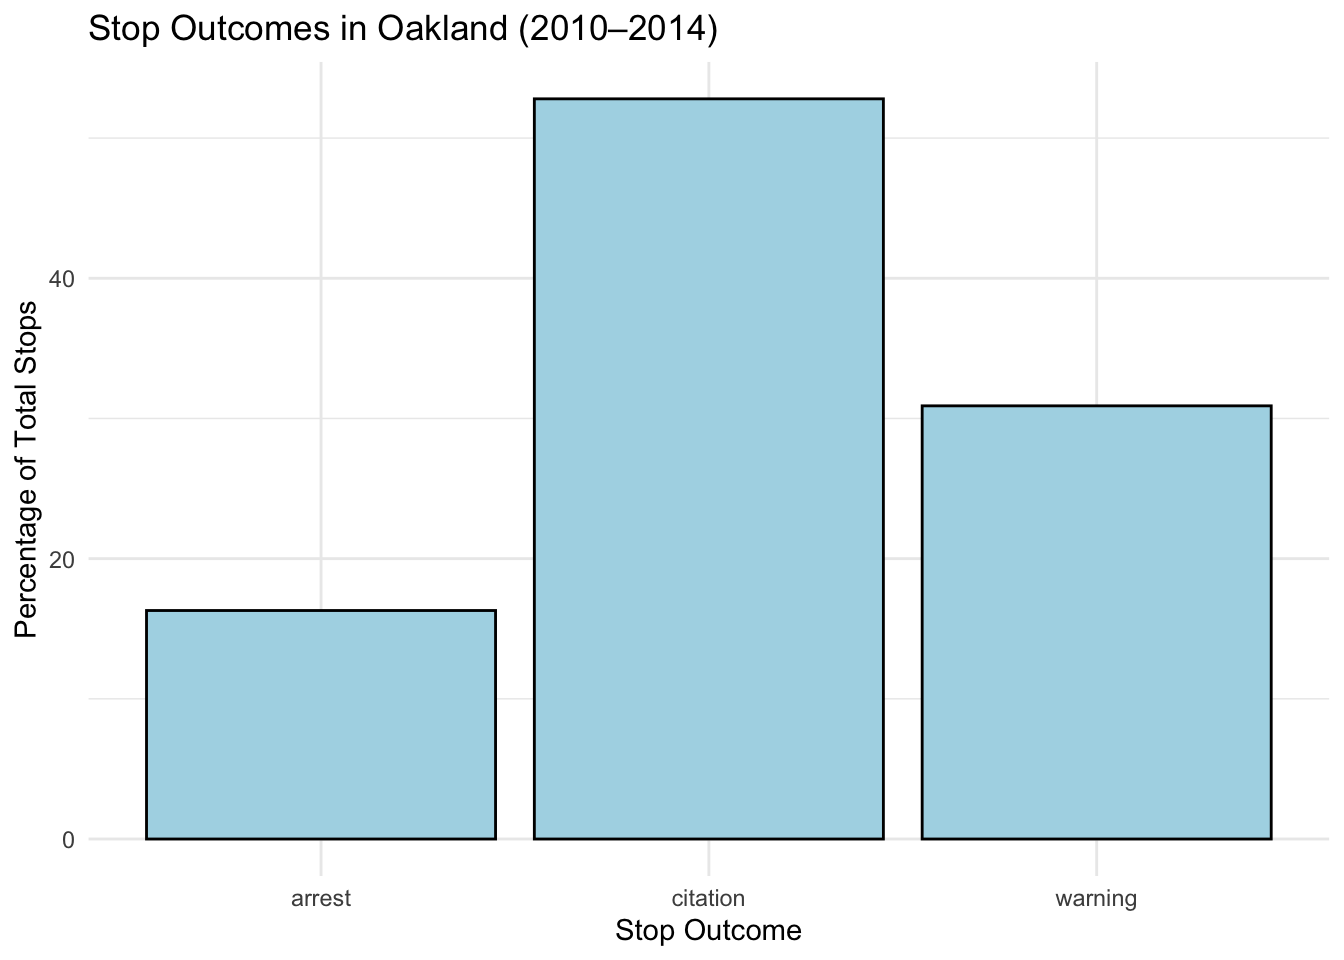 Stop Outcomes in Oakland (2010–2014)
Percentage of Total Stops
40
20
0
arrest
citation
warning
Stop Outcome